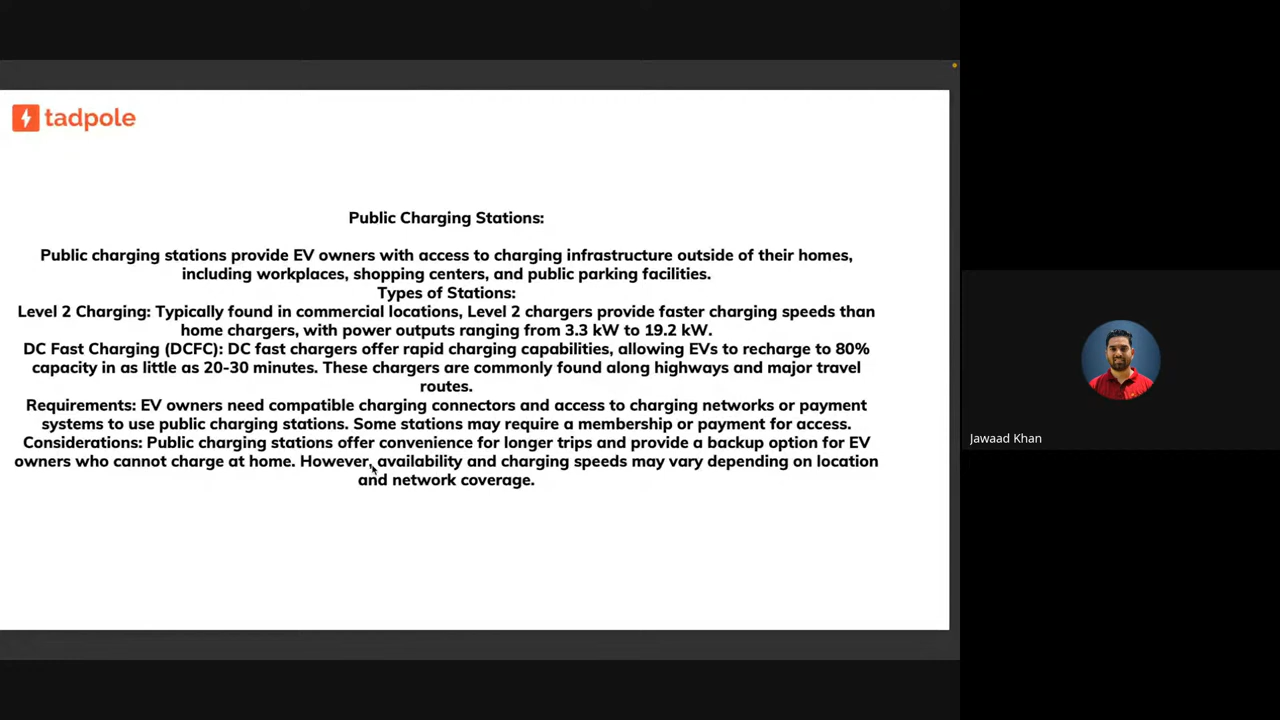 tadpole
Public Charging Stations:
Public charging stations provide EV owners with access to charging infrastructure outside of their homes,
including workplaces, shopping centers, and public parking facilities.
Types of Stations:
Level 2 Charging: Typically found in commercial locations, Level 2 chargers provide faster charging speeds than
home chargers, with power outputs ranging from 3.3 kW to 19.2 kW.
DC Fast Charging (DCFC): DC fast chargers offer rapid charging capabilities, allowing EVs to recharge to 80%
capacity in as little as 20-30 minutes. These chargers are commonly found along highways and major travel
routes.
Requirements: EV owners need compatible charging connectors and access to charging networks or payment
systems to use public charging stations. Some stations may require a membership or payment for access.
Considerations: Public charging stations offer convenience for longer trips and provide a backup option for EV
owners who cannot charge at home. However, availability and charging speeds may vary depending on location
and network coverage.
Jawaad Khan